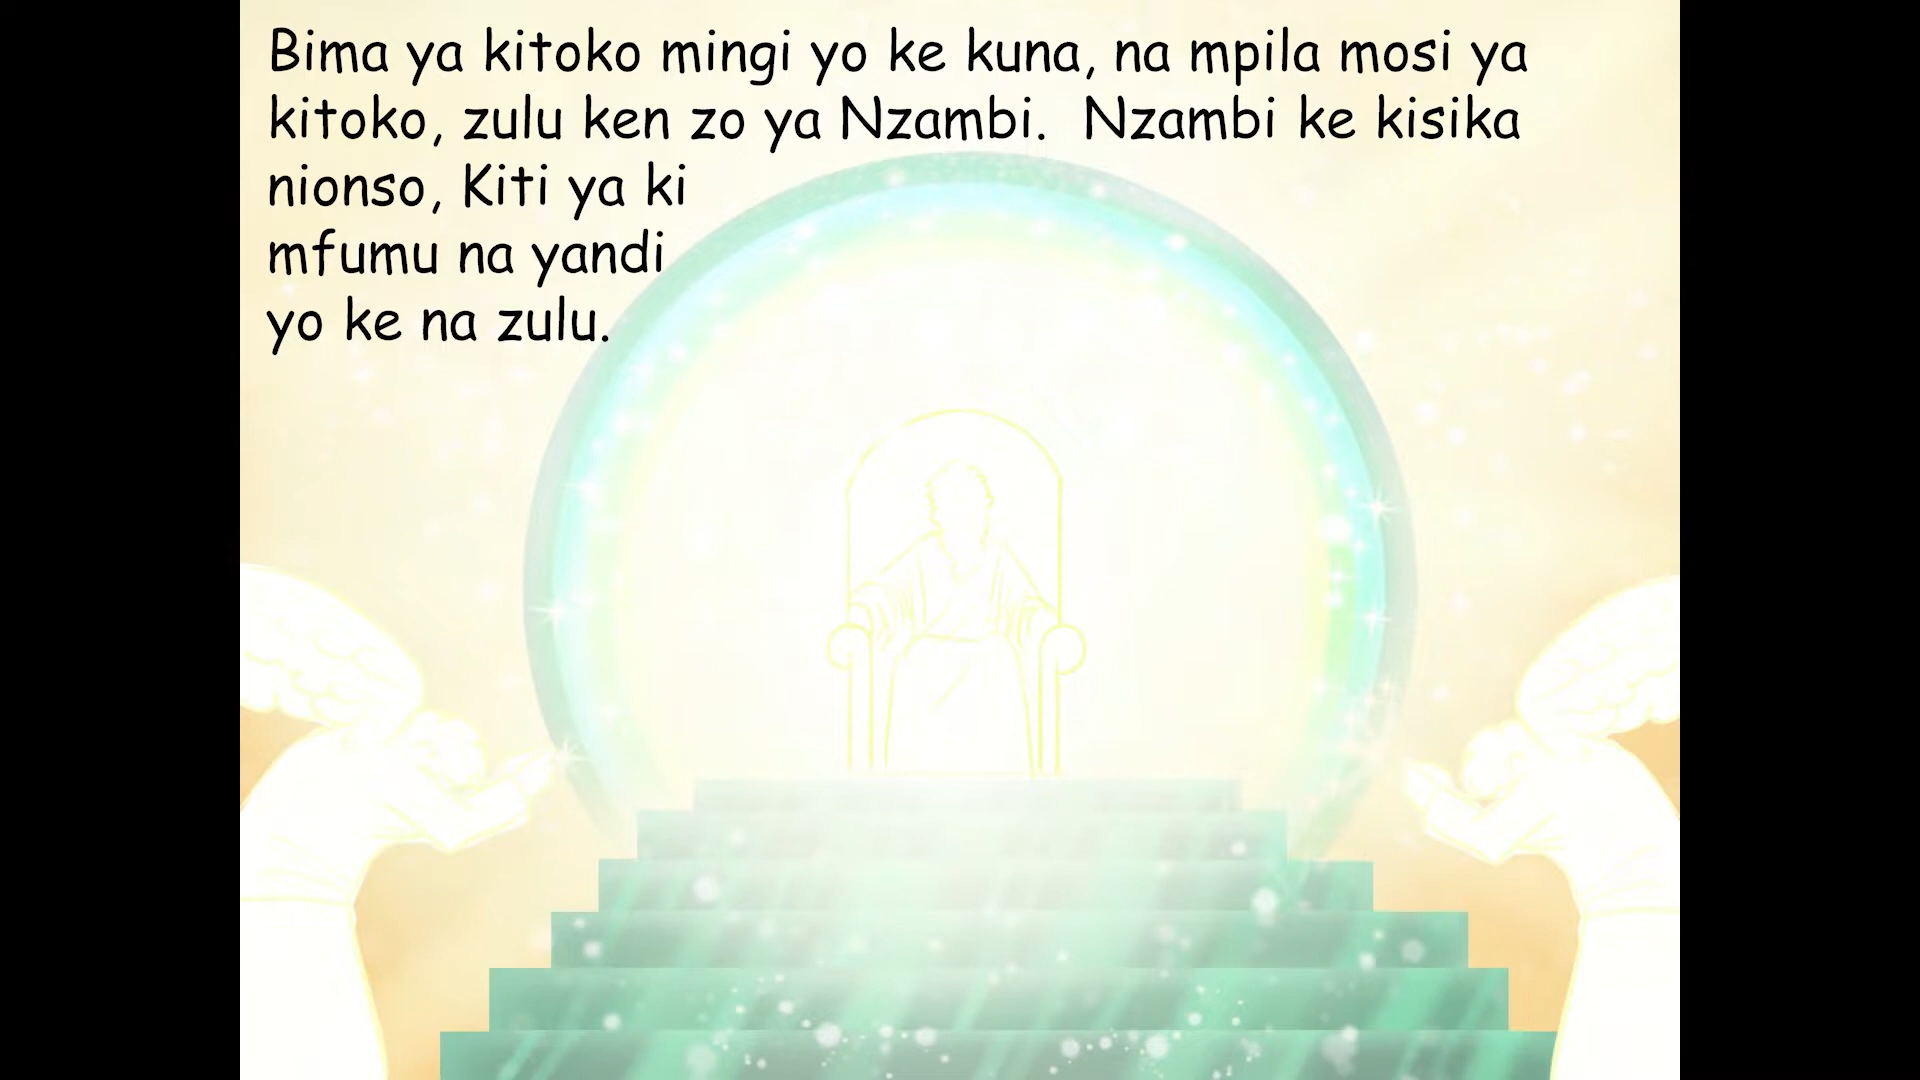 Bima ya kitoko mingi yo ke kuna, na mpila mosi ya
kitoko, zulu ken zo ya Nzambi.  Nzambi ke kisika
nionso, Kiti ya ki
mfumu na yandi
yo ke na zulu.